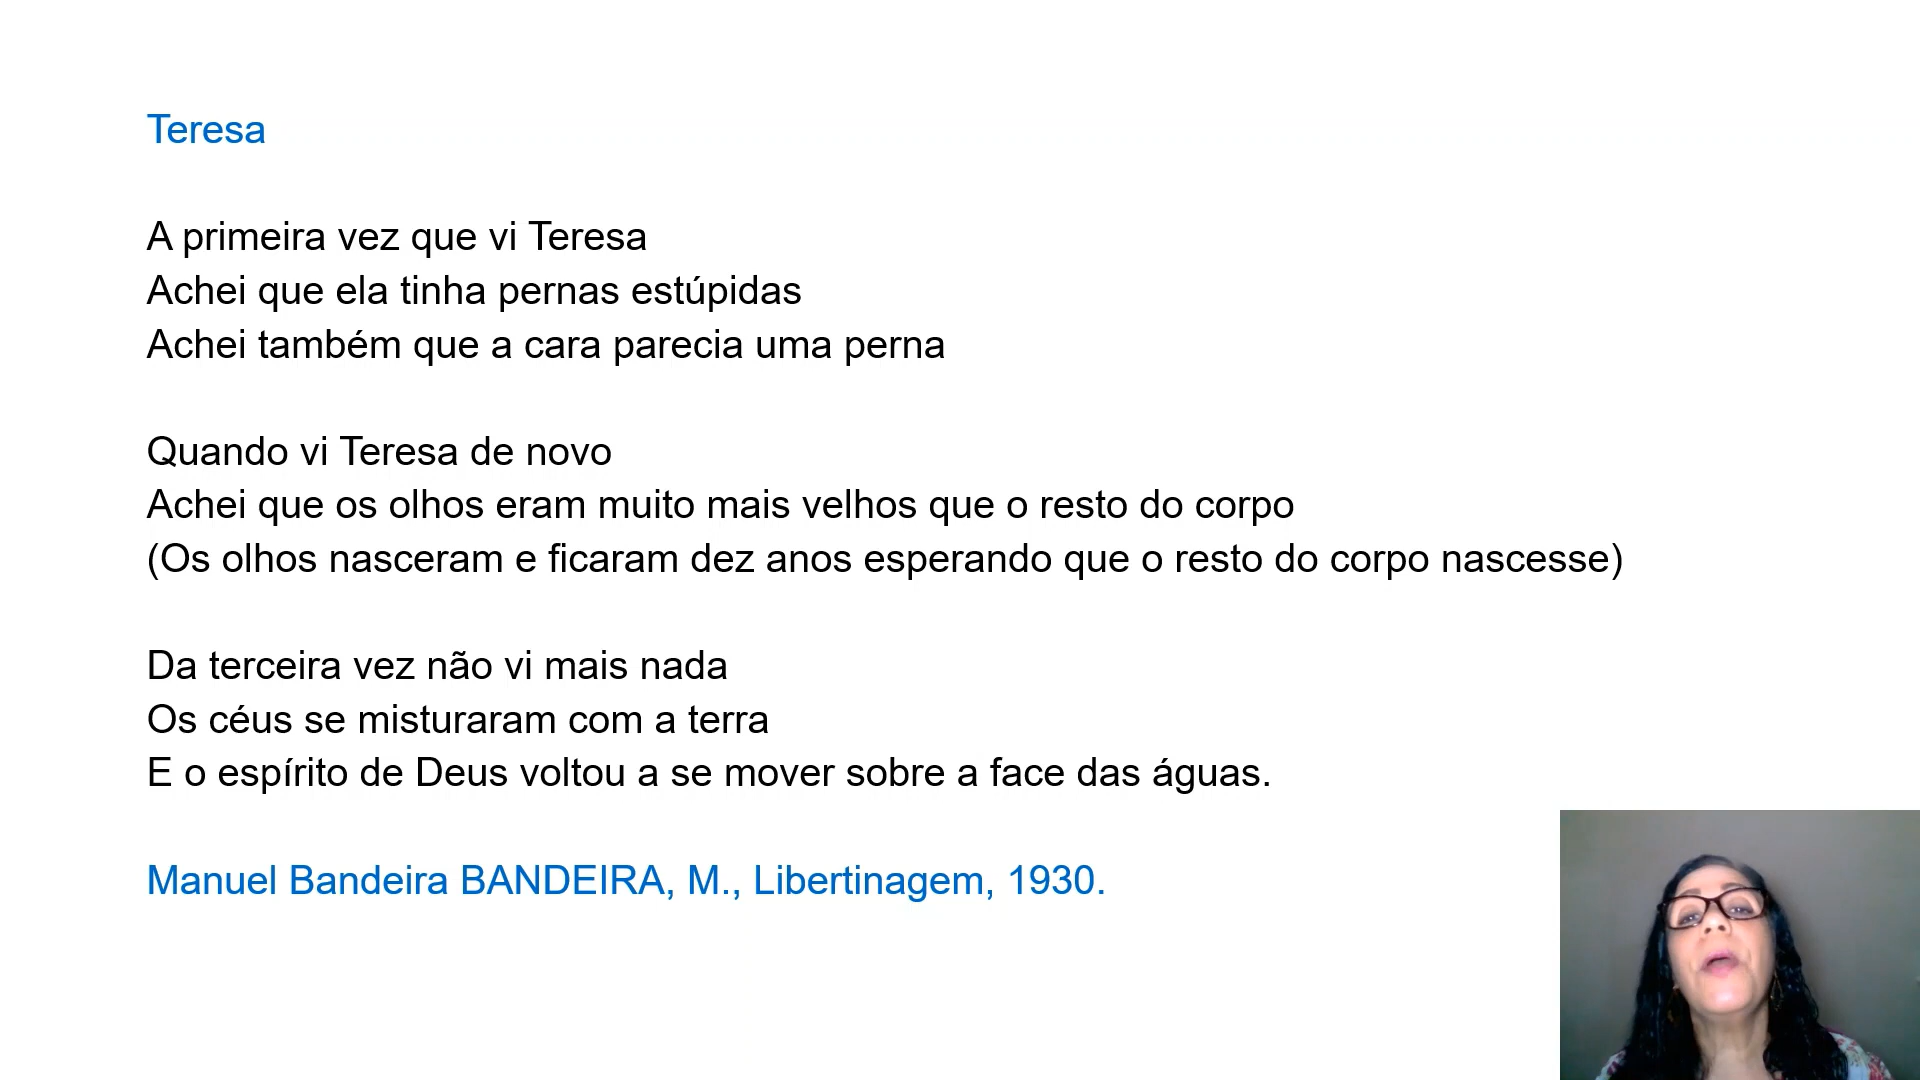 Teresa
A primeira vez que vi Teresa
Achei que ela tinha pernas estúpidas
Achei também que a cara parecia uma perna
Quando vi Teresa de novo
Achei que os olhos eram muito mais velhos que o resto do corpo
(Os olhos nasceram e ficaram dez anos esperando que o resto do corpo nascesse)
Da terceira vez não vi mais nada
Os céus se misturaram com a terra
E o espírito de Deus voltou a se mover sobre a face das águas.
Manuel Bandeira BANDEIRA, M., Libertinagem, 1930.